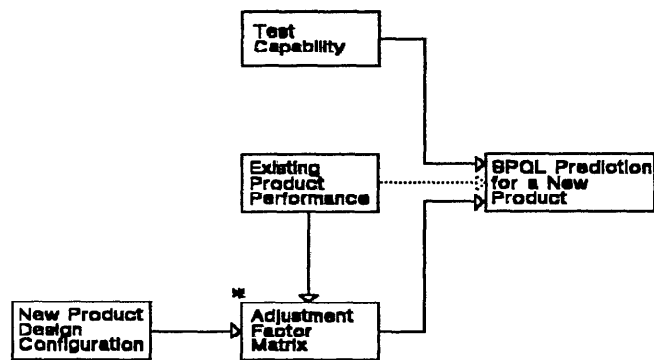 Test
Capability
Existing
Product
Performance
SPQL Prediction
for a New
Product
*
New Product
Design
Configuration
Adjustment
Factor
Matrix